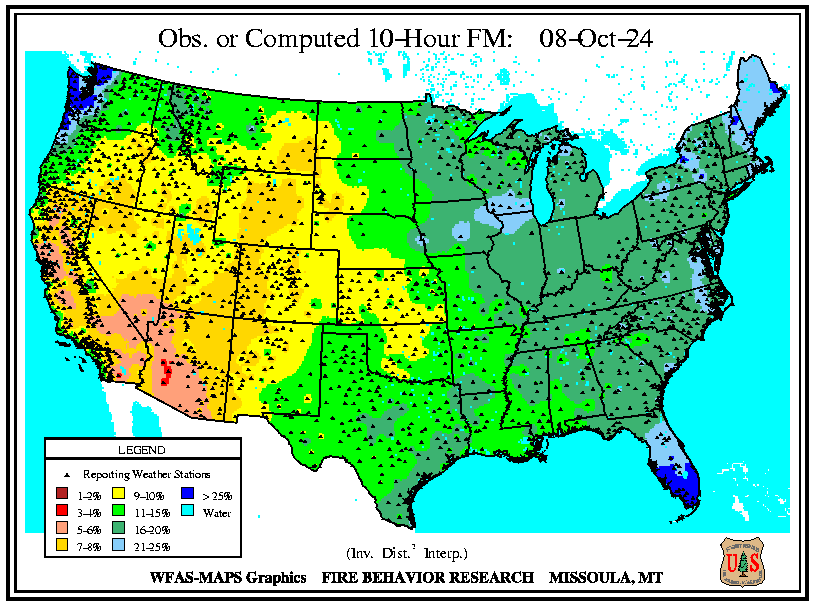 Obs. or Computed 10-Hour FM: 08-Oct-24
LEGEND
Reporting Weather Stations
1-2% 9-10% > 25%
3-4% 11-15% Water
5-6% 16-20%
7-8% 21-25%
(Inv. Dist.² Interp.)
WFAS-MAPS Graphics FIRE BEHAVIOR RESEARCH MISSOULA, MT
U S